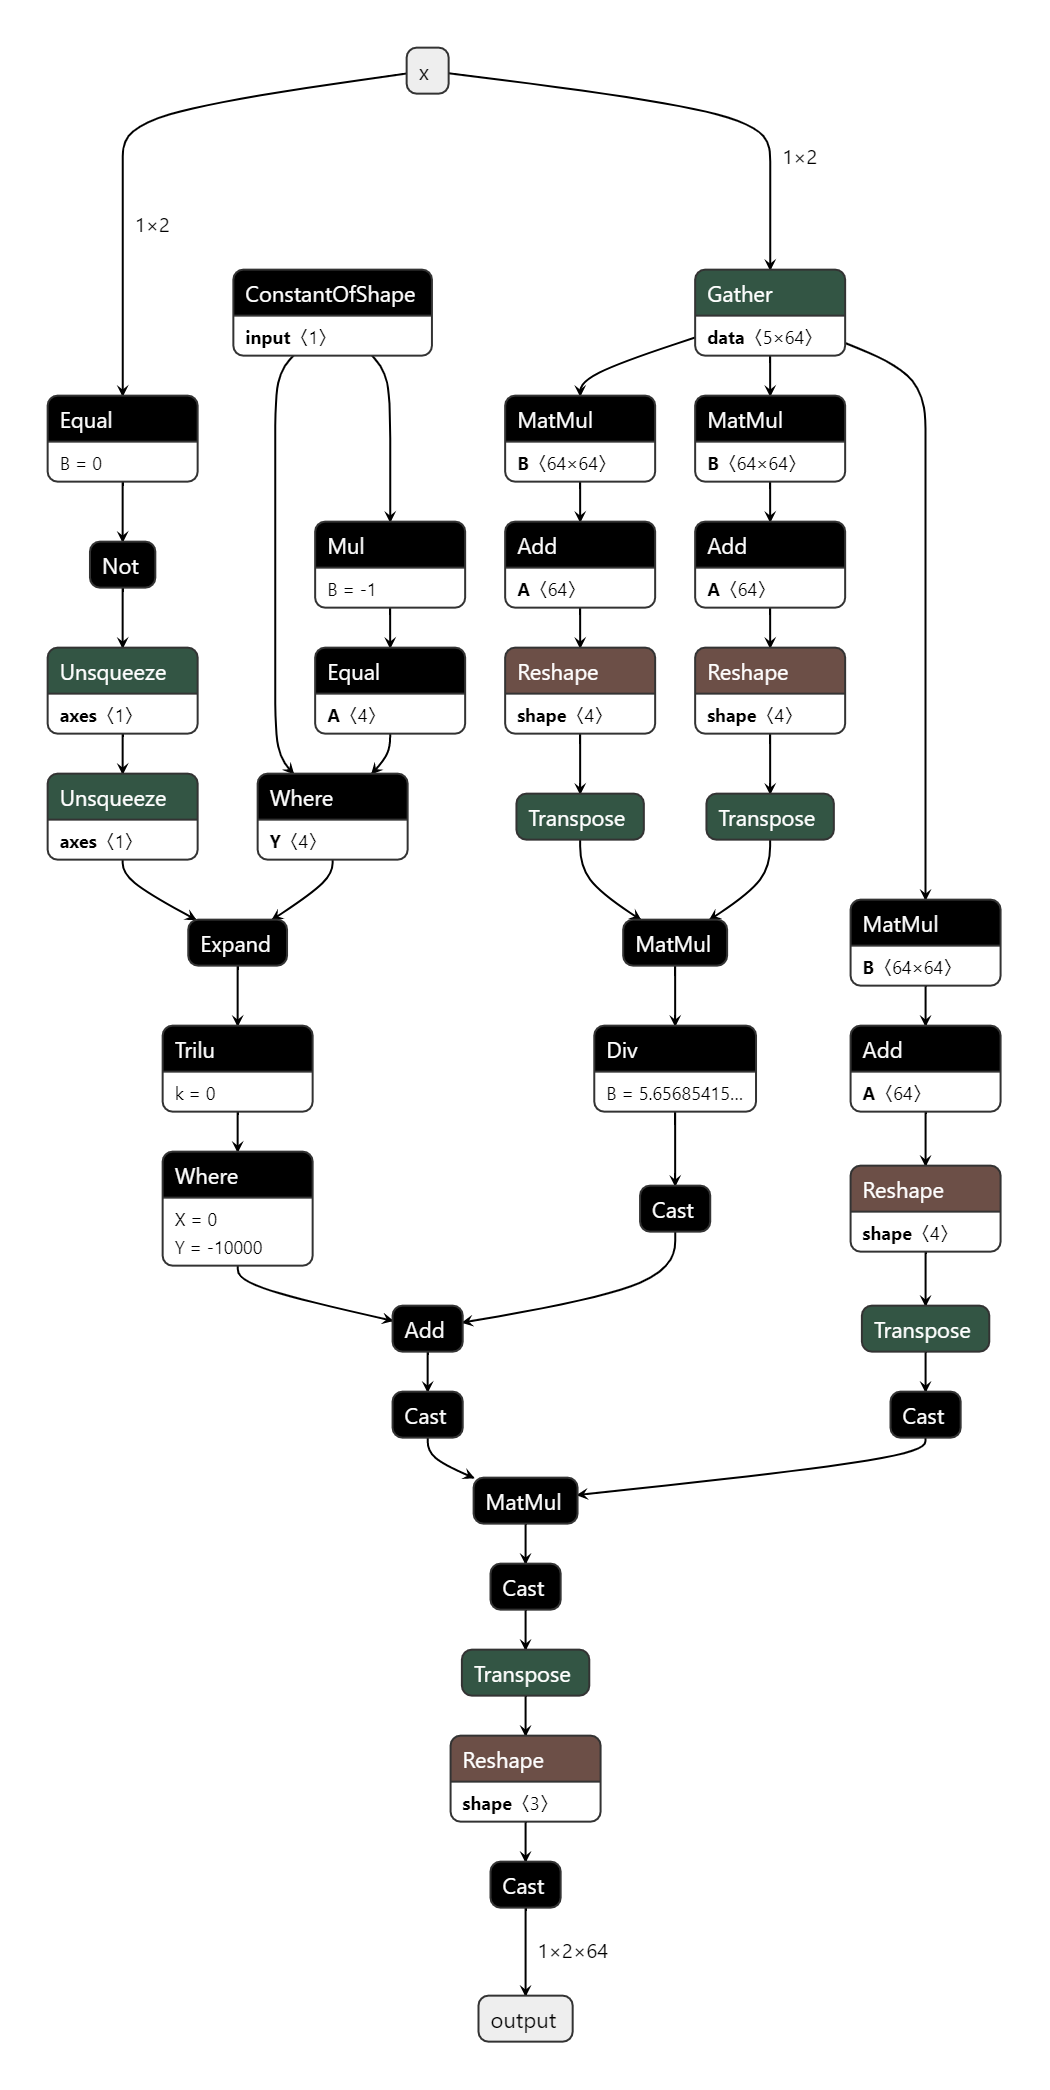 x
1×2
1×2
ConstantOfShape
input 〈1〉
Gather
data 〈5×64〉
Equal
B = 0
MatMul
B 〈64×64〉
MatMul
B 〈64×64〉
Not
Mul
B = -1
Add
A 〈64〉
Add
A 〈64〉
Unsqueeze
axes 〈1〉
Equal
A 〈4〉
Reshape
shape 〈4〉
Reshape
shape 〈4〉
Unsqueeze
axes 〈1〉
Where
Y 〈4〉
Transpose
Transpose
Expand
MatMul
MatMul
B 〈64×64〉
Trilu
k = 0
Div
B = 5.65685415…
Add
A 〈64〉
Where
X = 0
Y = -10000
Cast
Reshape
shape 〈4〉
Add
Transpose
Cast
Cast
MatMul
Cast
Transpose
Reshape
shape 〈3〉
Cast
1×2×64
output